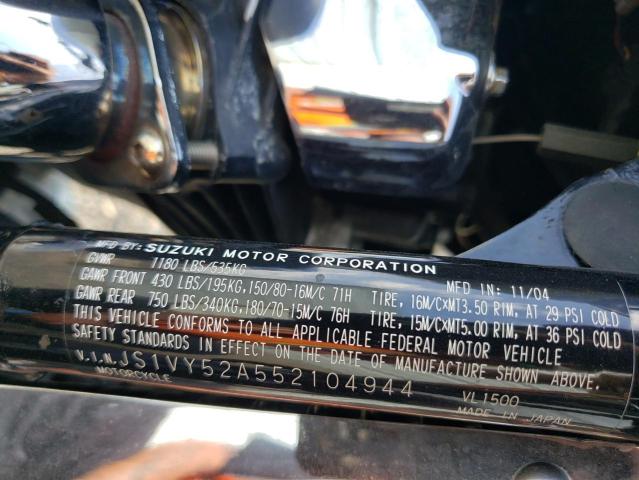 MFD BY: SUZUKI MOTOR CORPORATION
GVWR 1180 LBS/535KG MFD IN: 11/04
GAWR FRONT 430 LBS/195KG,150/80-16M/C 71H TIRE, 16M/C×MT3.50 RIM, AT 29 PSI COLD
GAWR REAR 750 LBS/340KG,180/70-15M/C 76H TIRE, 15M/C×MT5.00 RIM, AT 36 PSI COLD
THIS VEHICLE CONFORMS TO ALL APPLICABLE FEDERAL MOTOR VEHICLE
SAFETY STANDARDS IN EFFECT ON THE DATE OF MANUFACTURE SHOWN ABOVE.
V.I.N. JS1VY52A552104944 VL1500
MOTORCYCLE MADE IN JAPAN